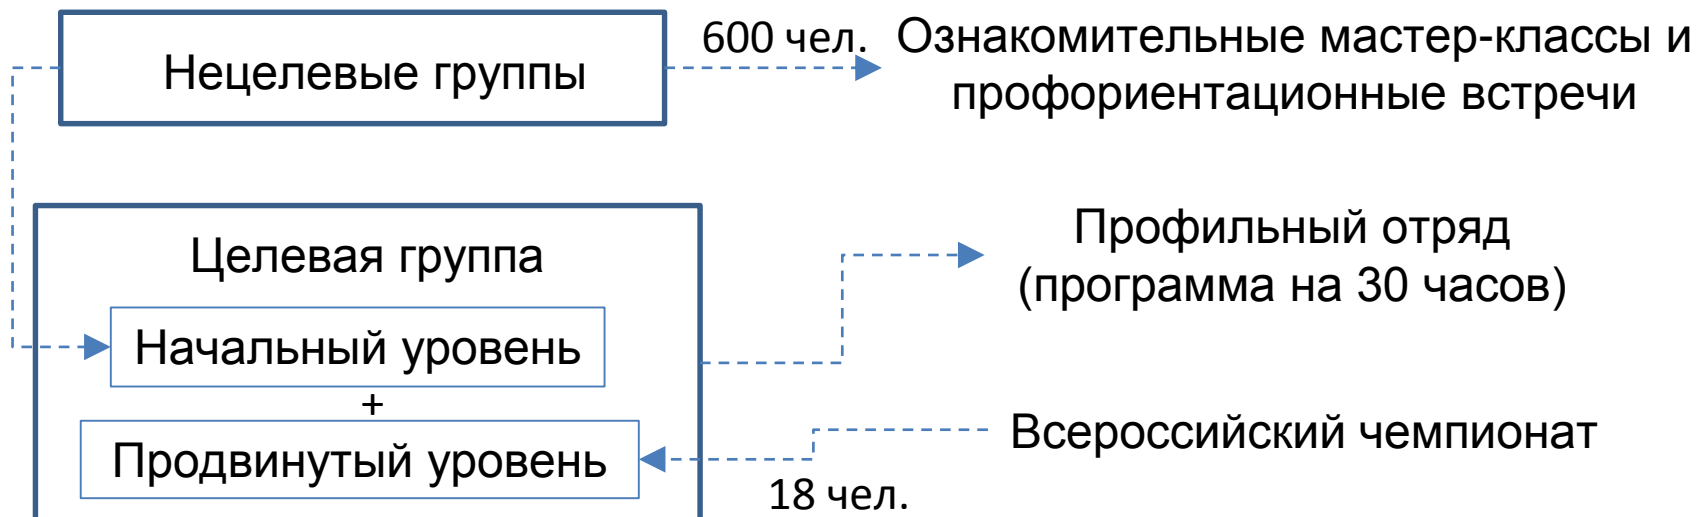 Нецелевые группы
600 чел.
Ознакомительные мастер-классы и
профориентационные встречи
Целевая группа
Начальный уровень
+
Продвинутый уровень
Профильный отряд
(программа на 30 часов)
Всероссийский чемпионат
18 чел.